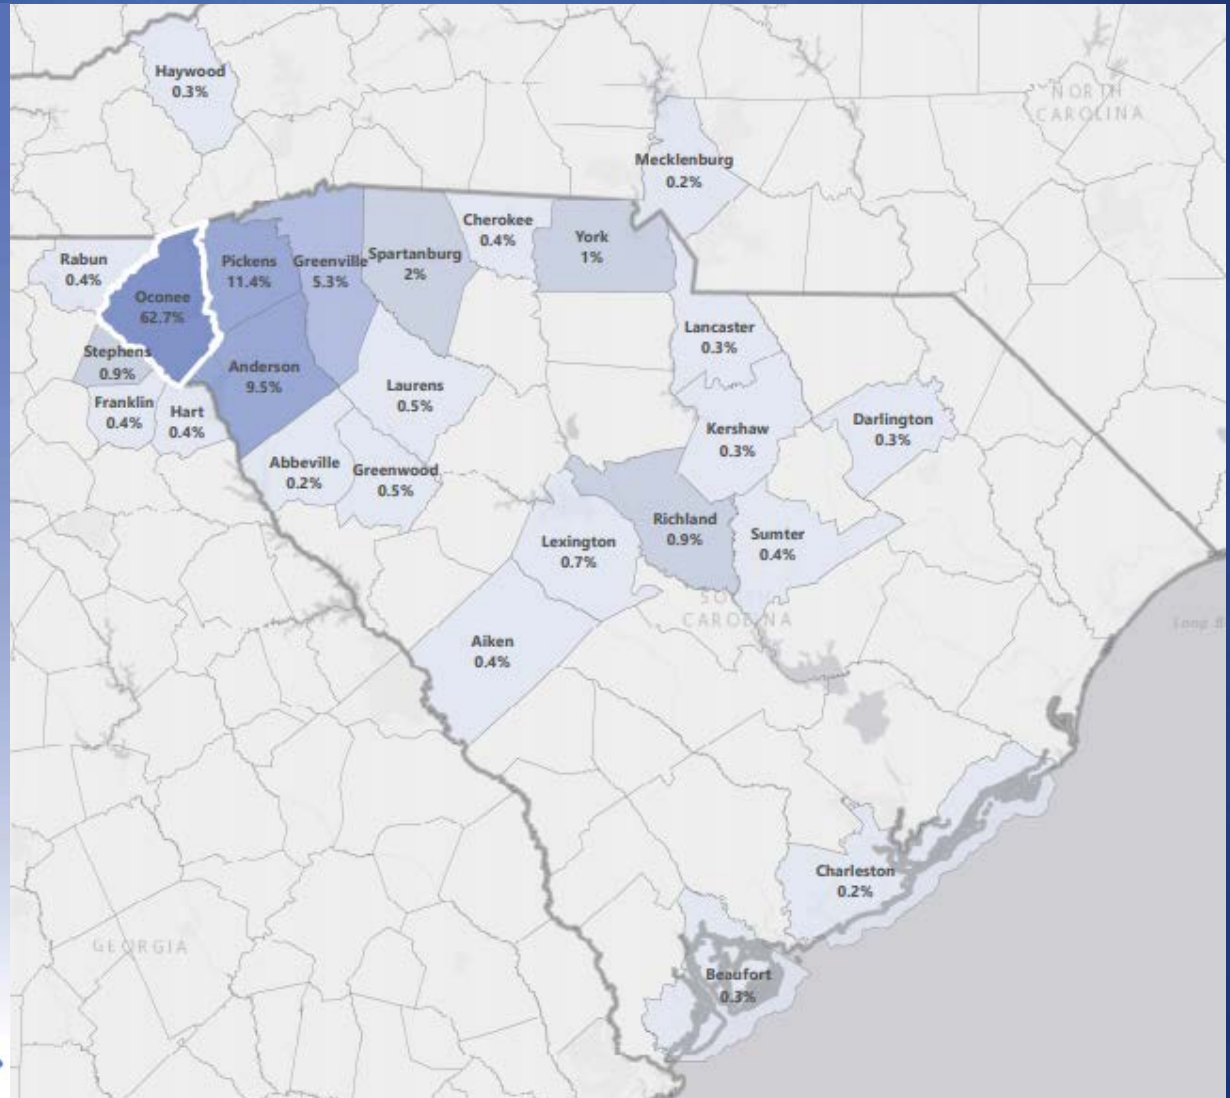 Haywood
0.3%
NORTH
CAROLINA
Mecklenburg
0.2%
Cherokee
0.4%
York
1%
Spartanburg
2%
Greenville
5.3%
Pickens
11.4%
Rabun
0.4%
Oconee
62.7%
Stephens
0.9%
Anderson
9.5%
Lancaster
0.3%
Laurens
0.5%
Franklin
0.4%
Hart
0.4%
Kershaw
0.3%
Darlington
0.3%
Abbeville
0.2%
Greenwood
0.5%
Richland
0.9%
Lexington
0.7%
Sumter
0.4%
CAROLINA
Aiken
0.4%
Charleston
0.2%
GEORGIA
Beaufort
0.3%